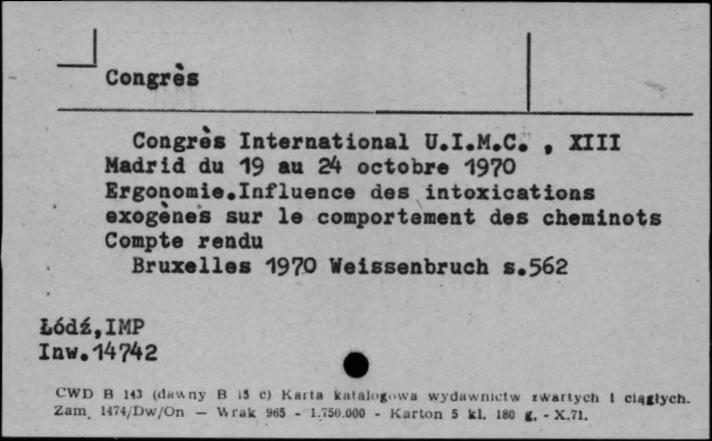 Congrès
Congrès International U.I.M.C. , XIII
Madrid du 19 au 24 octobre 1970
Ergonomie.Influence des intoxications
exogènes sur le comportement des cheminots
Compte rendu
Bruxelles 1970 Weissenbruch s.562
Łódź,IMP
Inw.14742
CWD B 143 (dawny B 15 c) Karta katalogowa wydawnictw zwartych i ciągłych.
Zam. 1474/Dw/On — Wrak 965 - 1.750.000 - Karton 5 kl. 180 g. - X.71.